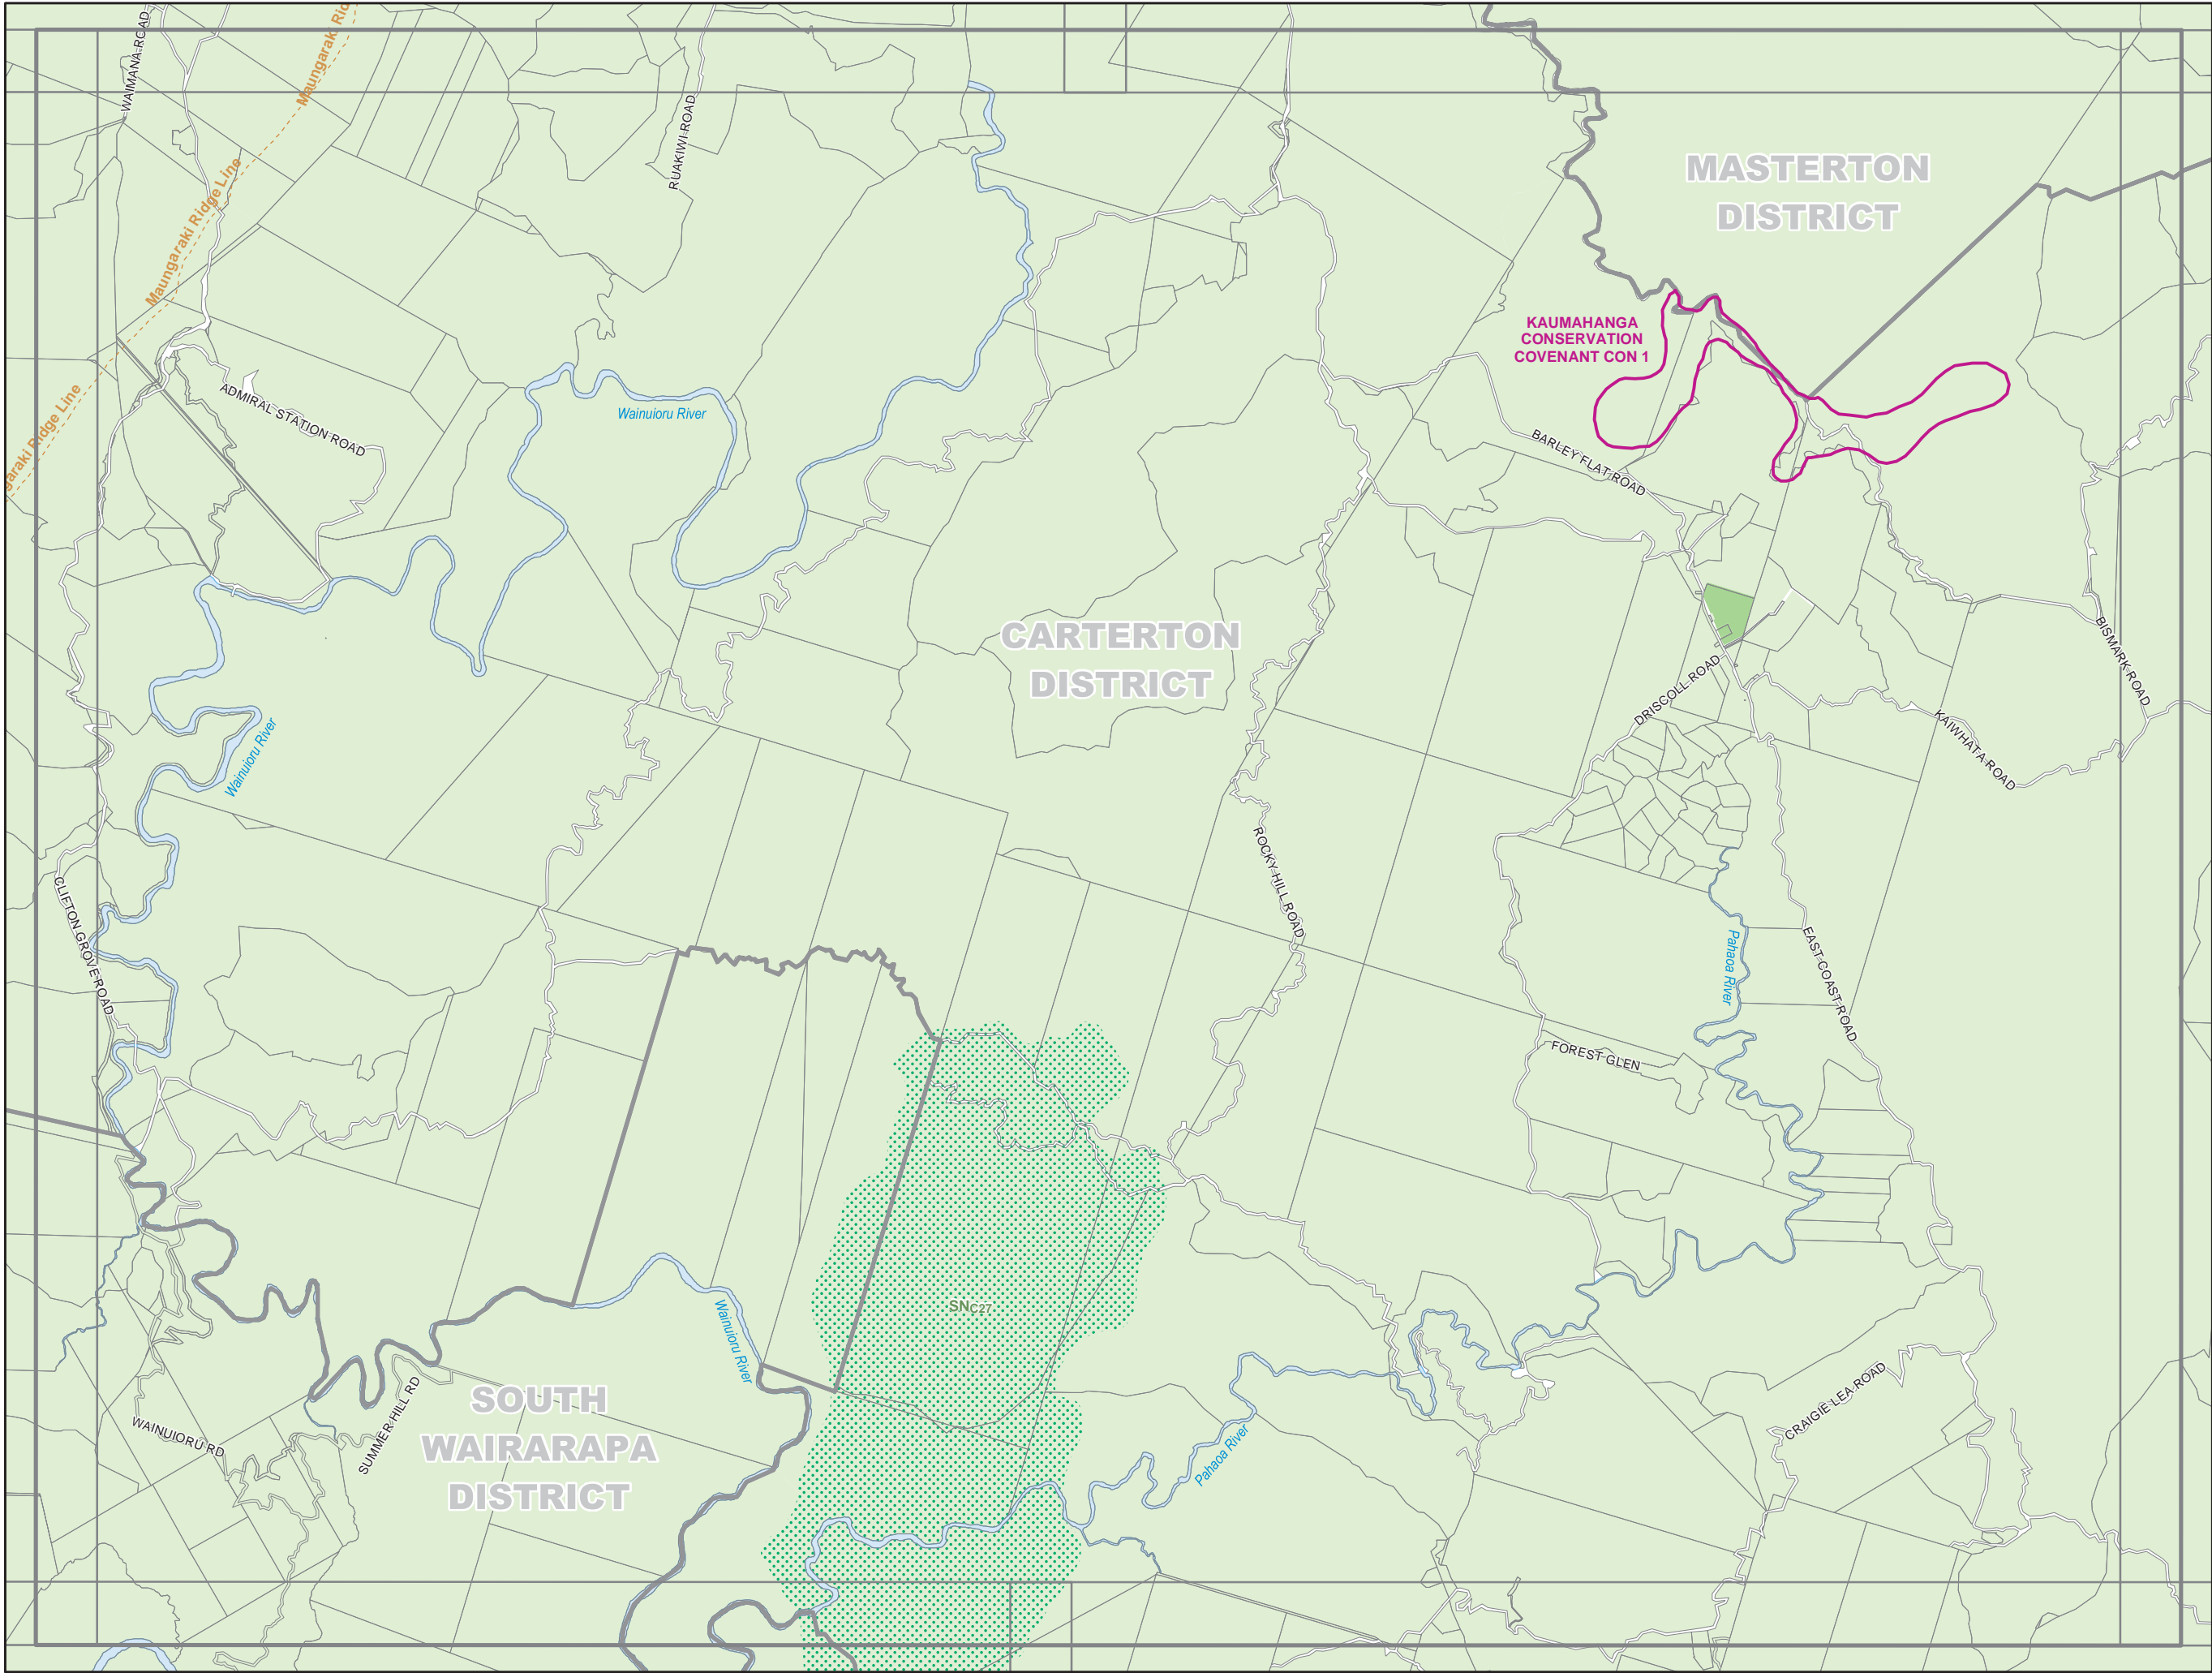 WAIMANA ROAD
Maungaraki Rid
Maungaraki Ridge Line
garaki Ridge Line
RUAKIWI ROAD
MASTERTON
DISTRICT
KAUMAHANGA
CONSERVATION
COVENANT CON 1
ADMIRAL STATION ROAD
Wainuioru River
BARLEY FLAT ROAD
CARTERTON
DISTRICT
BISMARK ROAD
DRISCOLL ROAD
KAIWHATA ROAD
Wainuioru River
ROCKY HILL ROAD
CLIFTON GROVE ROAD
Pahaoa River
EAST COAST ROAD
FOREST GLEN
SNC27
Wainuioru River
SOUTH
WAIRARAPA
DISTRICT
WAINUIORU RD
SUMMER HILL RD
Pahaoa River
CRAIGIE LEA ROAD